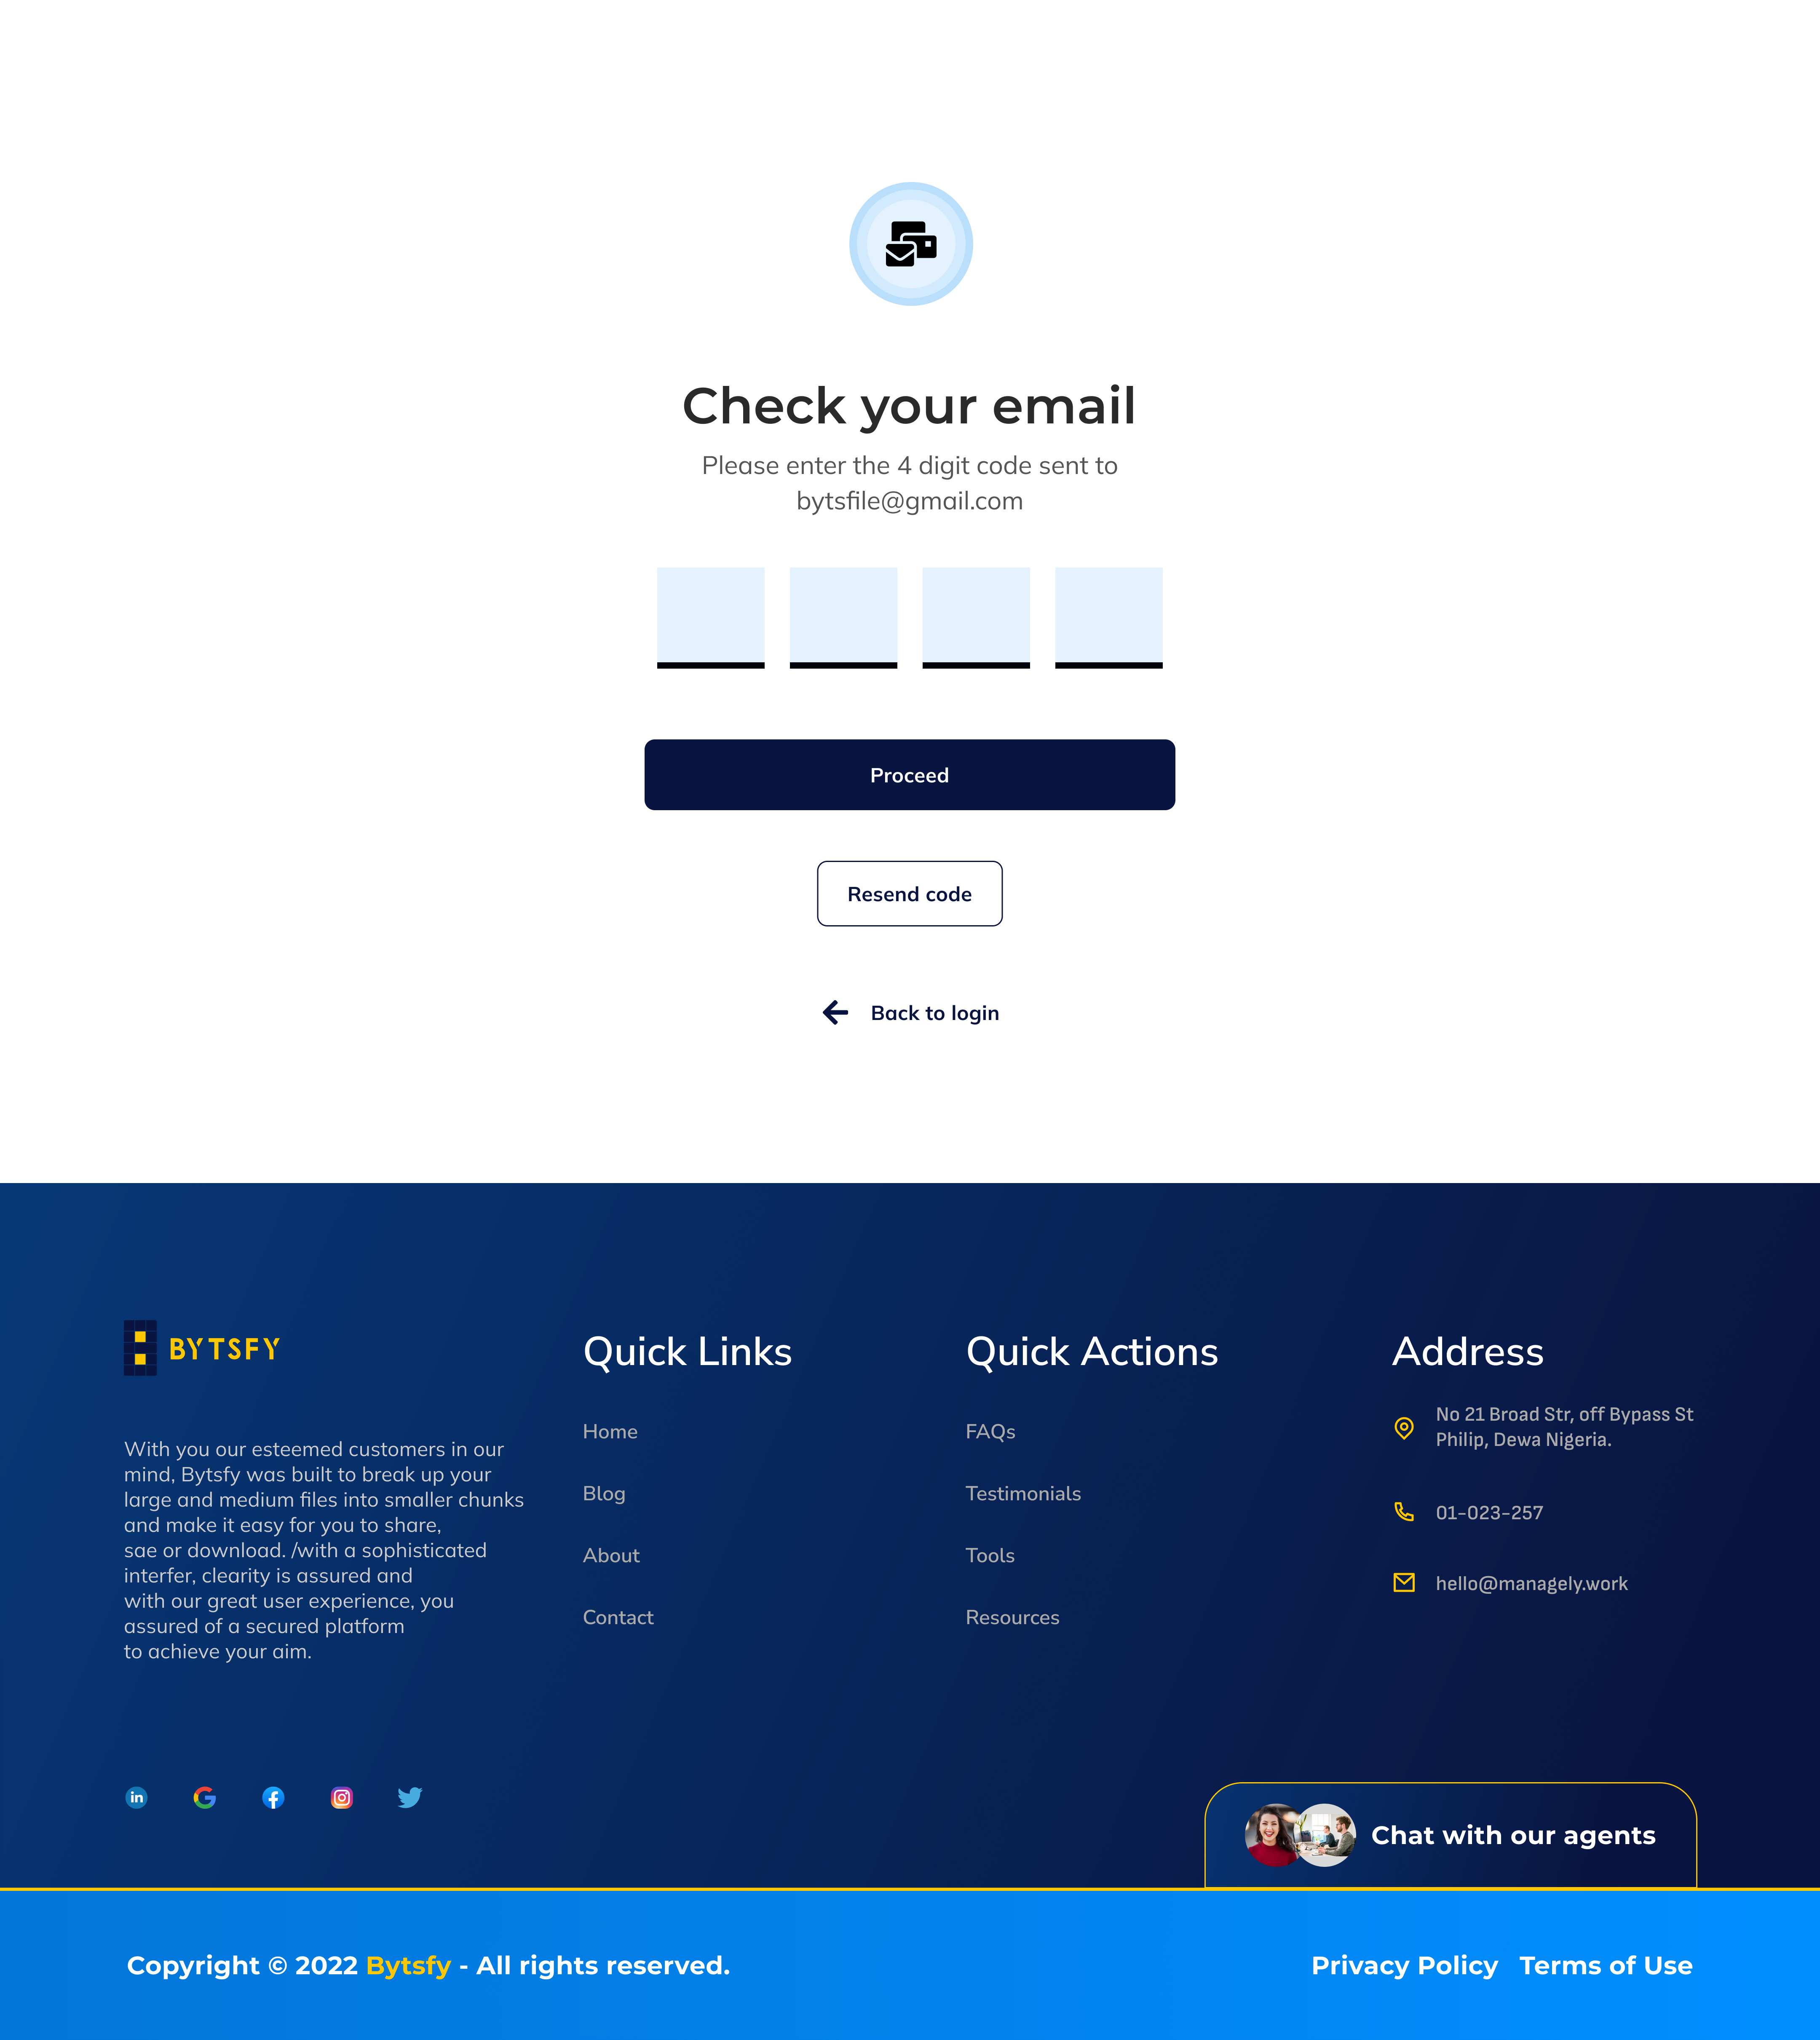 Check your email
Please enter the 4 digit code sent to
bytsfile@gmail.com
Proceed
Resend code
Back to login
BYTSFY
With you our esteemed customers in our
mind, Bytsfy was built to break up your
large and medium files into smaller chunks
and make it easy for you to share,
sae or download. /with a sophisticated
interfer, clearity is assured and
with our great user experience, you
assured of a secured platform
to achieve your aim.
Quick Links
Home
Blog
About
Contact
Quick Actions
FAQs
Testimonials
Tools
Resources
Address
No 21 Broad Str, off Bypass St
Philip, Dewa Nigeria.
01-023-257
hello@managely.work
in
Chat with our agents
Copyright © 2022 Bytsfy - All rights reserved.
Privacy Policy Terms of Use